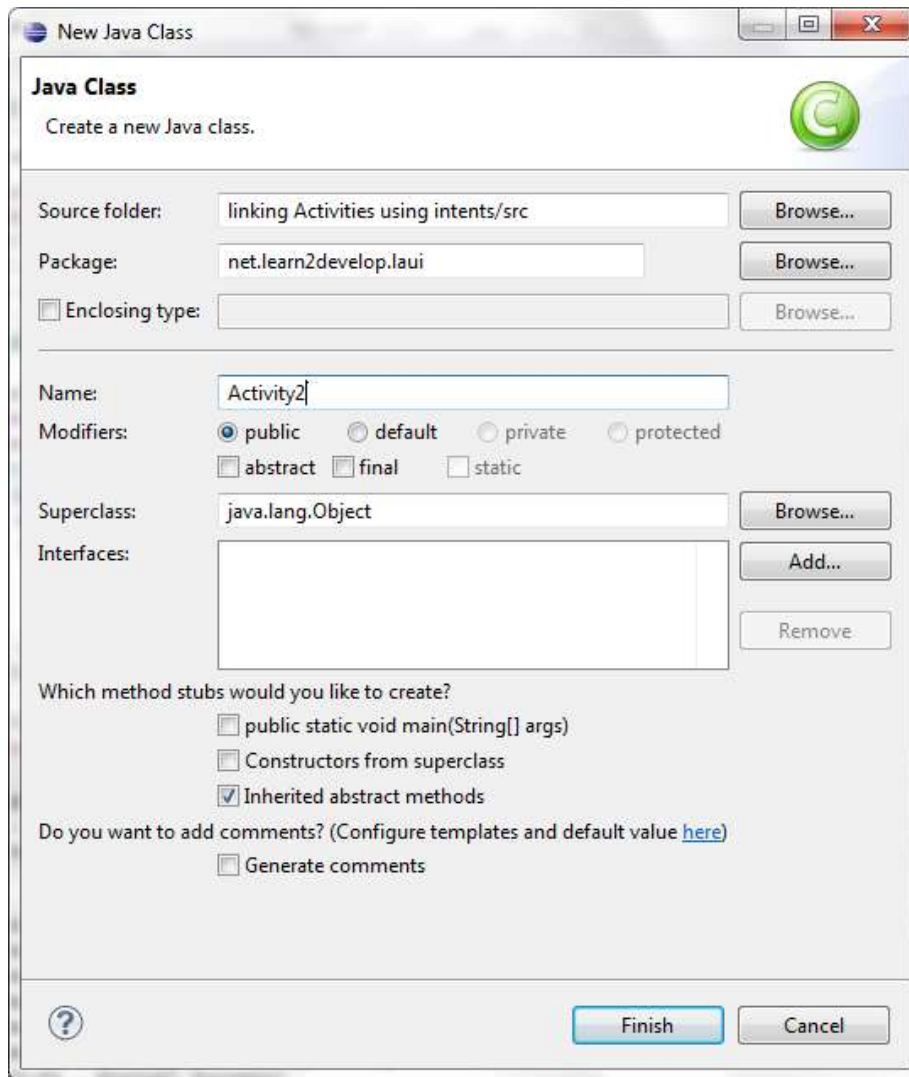 New Java Class
Java Class
Create a new Java class.
Source folder: linking Activities using intents/src Browse...
Package: net.learn2develop.laui Browse...
Enclosing type: Browse...
Name: Activity2
Modifiers: public default private protected
abstract final static
Superclass: java.lang.Object Browse...
Interfaces: Add...
Remove
Which method stubs would you like to create?
public static void main(String[] args)
Constructors from superclass
Inherited abstract methods
Do you want to add comments? (Configure templates and default value here)
Generate comments
Finish Cancel